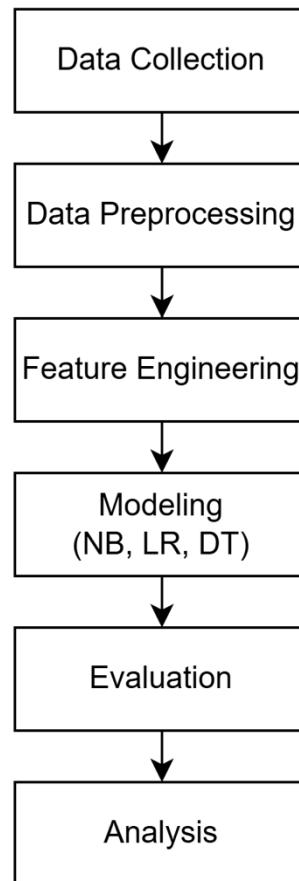 Data Collection
Data Preprocessing
Feature Engineering
Modeling
(NB, LR, DT)
Evaluation
Analysis